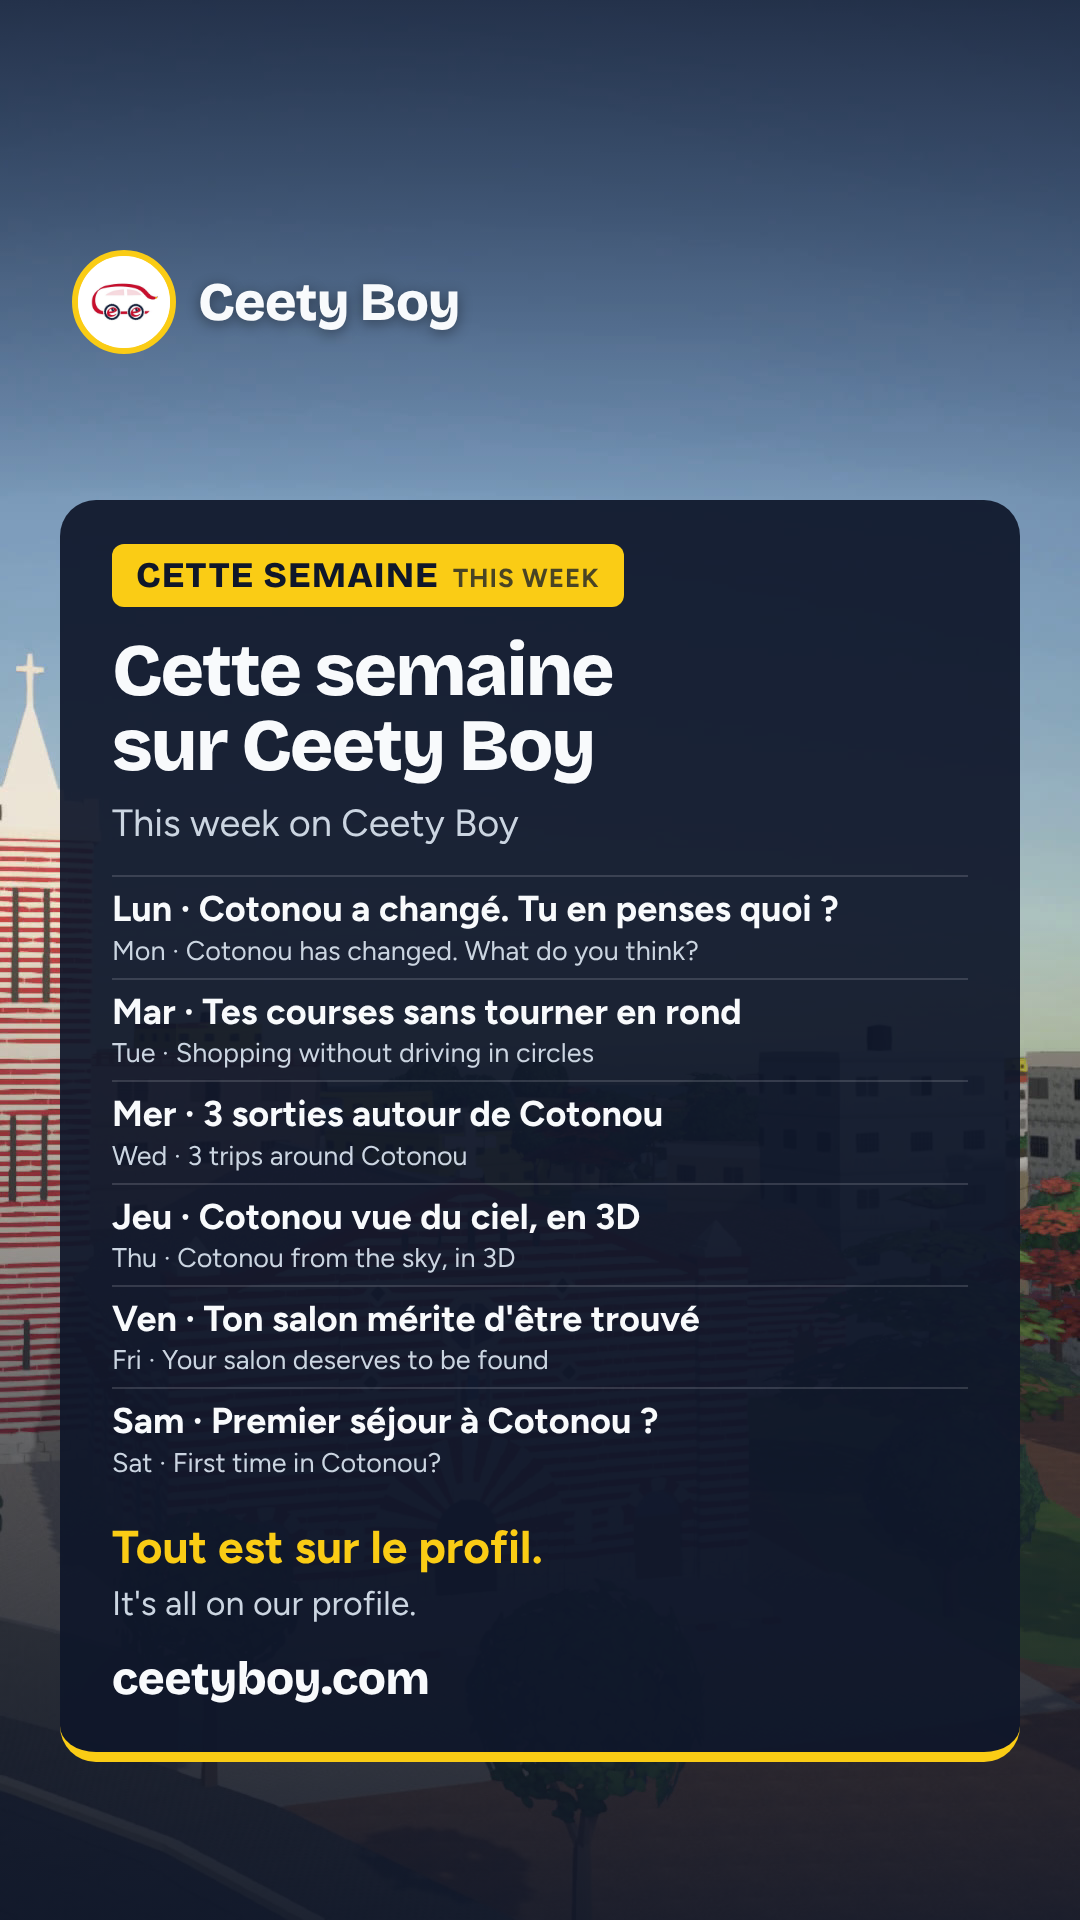 Ceety Boy
CETTE SEMAINE THIS WEEK
Cette semaine
sur Ceety Boy
This week on Ceety Boy
Lun · Cotonou a changé. Tu en penses quoi ?
Mon · Cotonou has changed. What do you think?
Mar · Tes courses sans tourner en rond
Tue · Shopping without driving in circles
Mer · 3 sorties autour de Cotonou
Wed · 3 trips around Cotonou
Jeu · Cotonou vue du ciel, en 3D
Thu · Cotonou from the sky, in 3D
Ven · Ton salon mérite d'être trouvé
Fri · Your salon deserves to be found
Sam · Premier séjour à Cotonou ?
Sat · First time in Cotonou?
Tout est sur le profil.
It's all on our profile.
ceetyboy.com